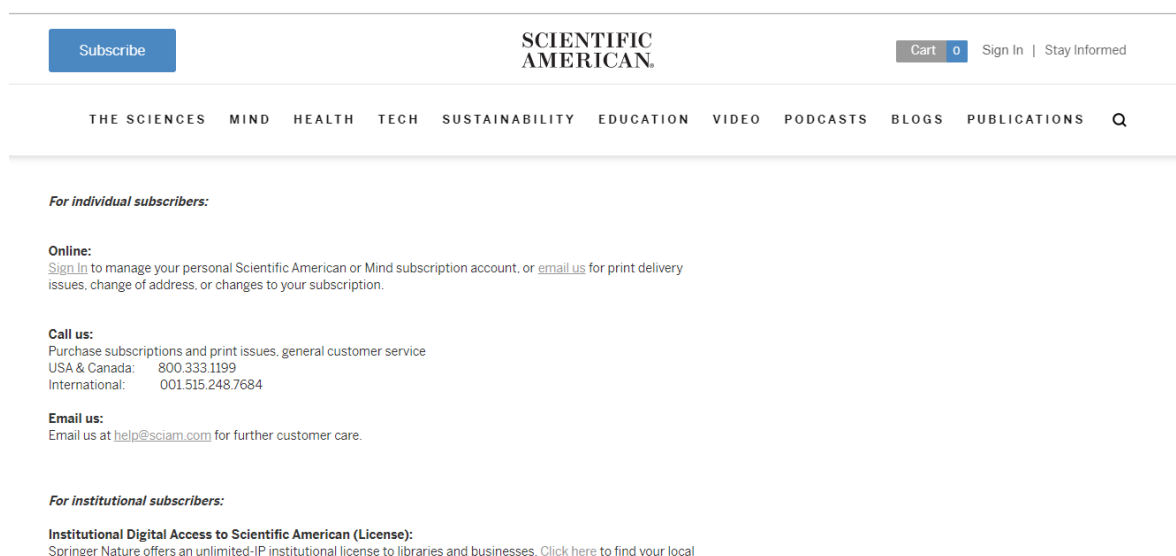 Subscribe
SCIENTIFIC
AMERICAN®
Cart 0 Sign In | Stay Informed
THE SCIENCES MIND HEALTH TECH SUSTAINABILITY EDUCATION VIDEO PODCASTS BLOGS PUBLICATIONS
For individual subscribers:
Online:
Sign In to manage your personal Scientific American or Mind subscription account, or email us for print delivery
issues, change of address, or changes to your subscription.
Call us:
Purchase subscriptions and print issues, general customer service
USA & Canada: 800.333.1199
International: 001.515.248.7684
Email us:
Email us at help@sciam.com for further customer care.
For institutional subscribers:
Institutional Digital Access to Scientific American (License):
Springer Nature offers an unlimited-IP institutional license to libraries and businesses. Click here to find your local